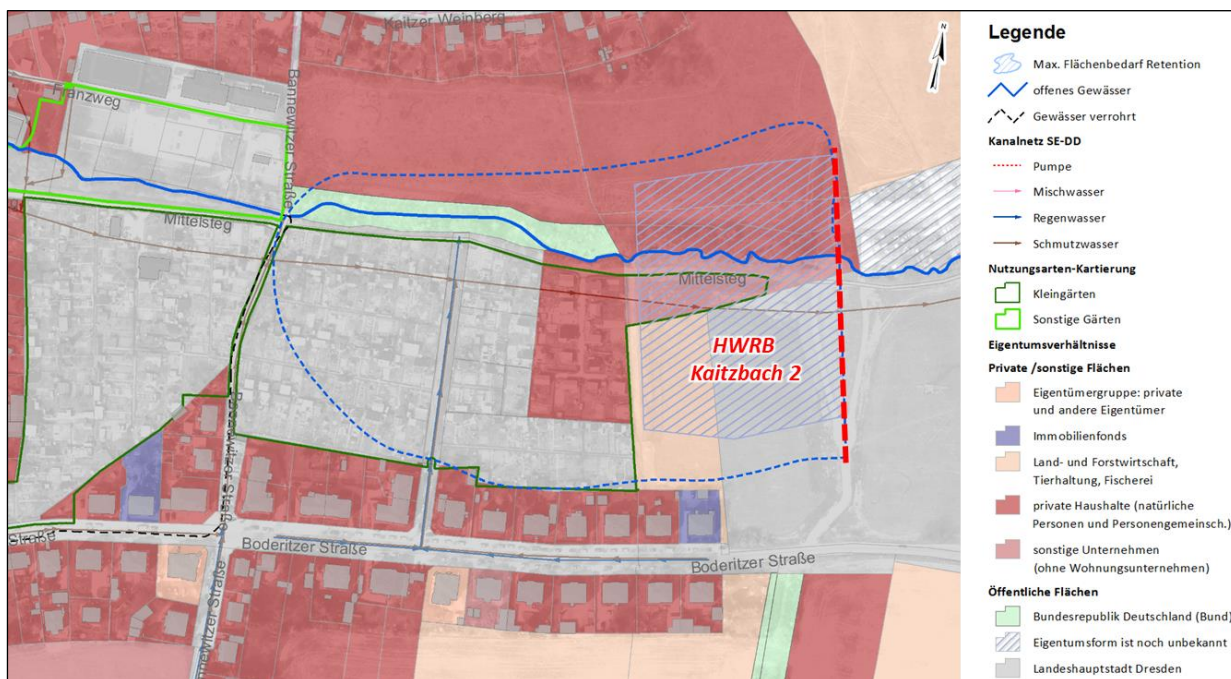 Kaitzer Weinberg
N
Franzweg
Bannewitzer Straße
Mittelsteg
Mittelsteg
HWRB
Kaitzbach 2
Straße
Boderitzer Straße
Boderitzer Straße
Legende
Max. Flächenbedarf Retention
offenes Gewässer
Gewässer verrohrt
Kanalnetz SE-DD
Pumpe
Mischwasser
Regenwasser
Schmutzwasser
Nutzungsarten-Kartierung
Kleingärten
Sonstige Gärten
Eigentumsverhältnisse
Private /sonstige Flächen
Eigentümergruppe: private
und andere Eigentümer
Immobilienfonds
Land- und Forstwirtschaft,
Tierhaltung, Fischerei
private Haushalte (natürliche
Personen und Personengemeinsch.)
sonstige Unternehmen
(ohne Wohnungsunternehmen)
Öffentliche Flächen
Bundesrepublik Deutschland (Bund)
Eigentumsform ist noch unbekannt
Landeshauptstadt Dresden